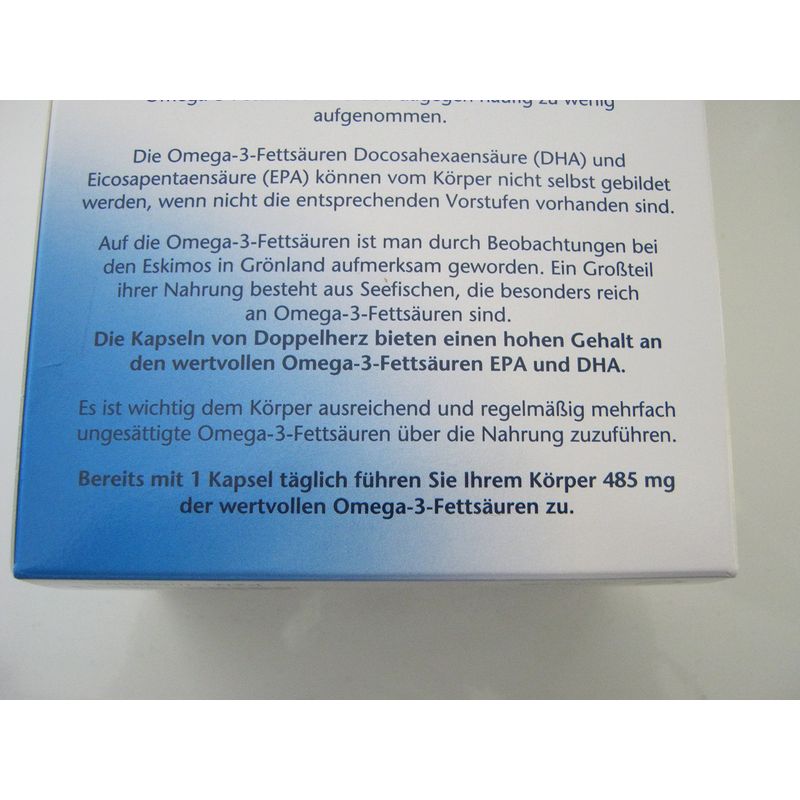 zu wenig
aufgenommen.
Die Omega-3-Fettsäuren Docosahexaensäure (DHA) und
Eicosapentaensäure (EPA) können vom Körper nicht selbst gebildet
werden, wenn nicht die entsprechenden Vorstufen vorhanden sind.
Auf die Omega-3-Fettsäuren ist man durch Beobachtungen bei
den Eskimos in Grönland aufmerksam geworden. Ein Großteil
ihrer Nahrung besteht aus Seefischen, die besonders reich
an Omega-3-Fettsäuren sind.
Die Kapseln von Doppelherz bieten einen hohen Gehalt an
den wertvollen Omega-3-Fettsäuren EPA und DHA.
Es ist wichtig dem Körper ausreichend und regelmäßig mehrfach
ungesättigte Omega-3-Fettsäuren über die Nahrung zuzuführen.
Bereits mit 1 Kapsel täglich führen Sie Ihrem Körper 485 mg
der wertvollen Omega-3-Fettsäuren zu.